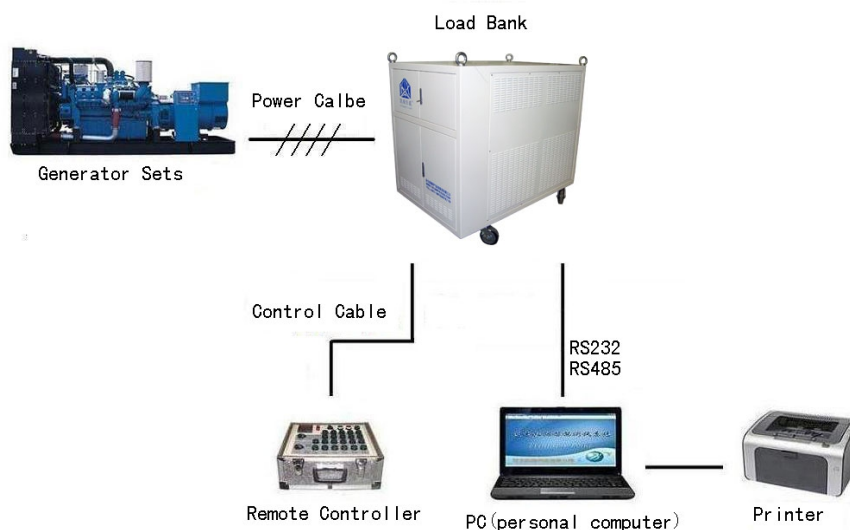 Load Bank
Power Calbe
Generator Sets
Control Cable
RS232
RS485
Remote Controller
PC(personal computer)
Printer